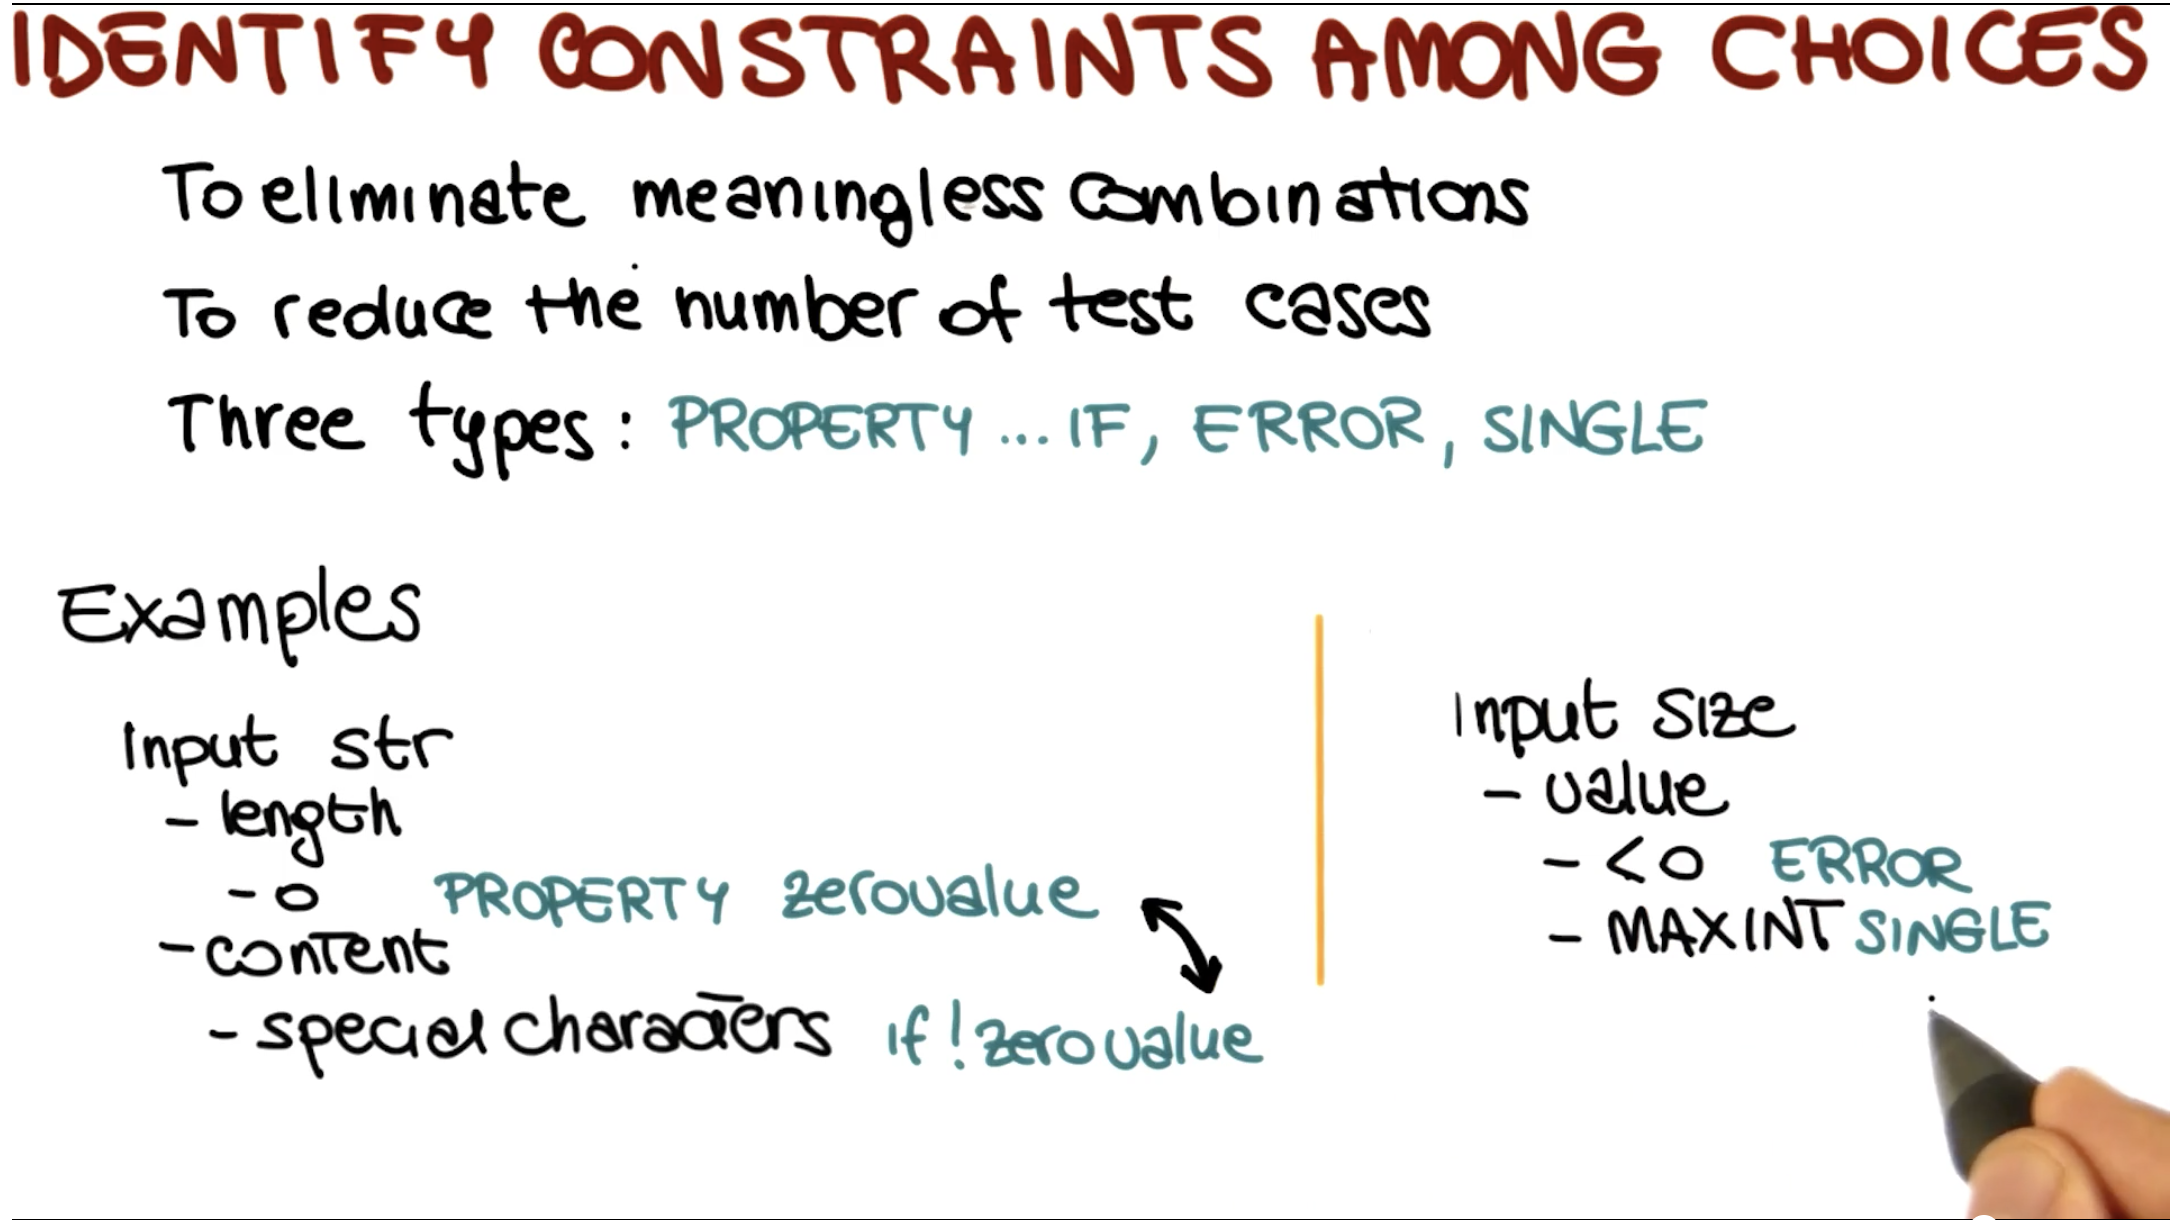 IDENTIFY CONSTRAINTS AMONG CHOICES
To eliminate meaningless combinations
To reduce the number of test cases
Three types: PROPERTY ... IF, ERROR, SINGLE
Examples
Input str
- length
- 0 PROPERTY zerovalue
- content
- special characters if !zerovalue
Input size
- value
- <0 ERROR
- MAXINT SINGLE